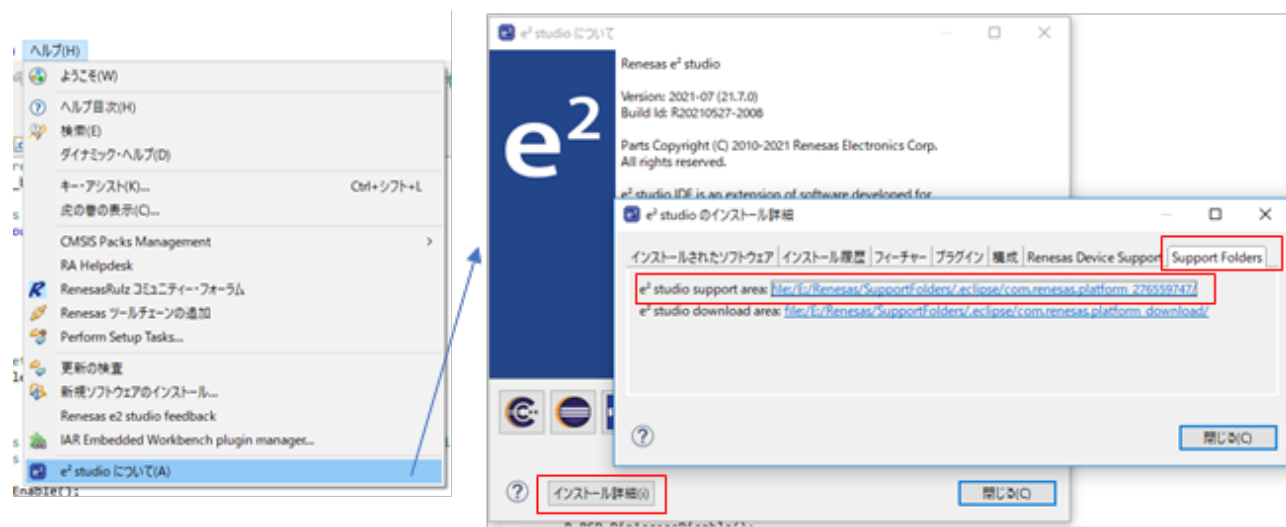 ヘルプ(H)
ようこそ(W)
ヘルプ目次(H)
検索(E)
ダイナミック・ヘルプ(D)
キー・アシスト(K)... Ctrl+シフト+L
虎の巻の表示(C)...
CMSIS Packs Management
RA Helpdesk
RenesasRulz コミュニティー・フォーラム
Renesas ツールチェーンの追加
Perform Setup Tasks...
更新の検査
新規ソフトウェアのインストール...
Renesas e2 studio feedback
IAR Embedded Workbench plugin manager...
e² studio について(A)
Enable();
e² studio について
e²
Renesas e² studio
Version: 2021-07 (21.7.0)
Build Id: R20210527-2008
Parts Copyright (C) 2010-2021 Renesas Electronics Corp.
All rights reserved.
e² studio IDE is an extension of software developed for
e² studio のインストール詳細
インストールされたソフトウェア インストール履歴 フィーチャー プラグイン 構成 Renesas Device Support Support Folders
e² studio support area: file:/E:/Renesas/SupportFolders/.eclipse/com.renesas.platform_276559747/
e² studio download area: file:/E:/Renesas/SupportFolders/.eclipse/com.renesas.platform_download/
閉じる(C)
インストール詳細(I)
閉じる(C)